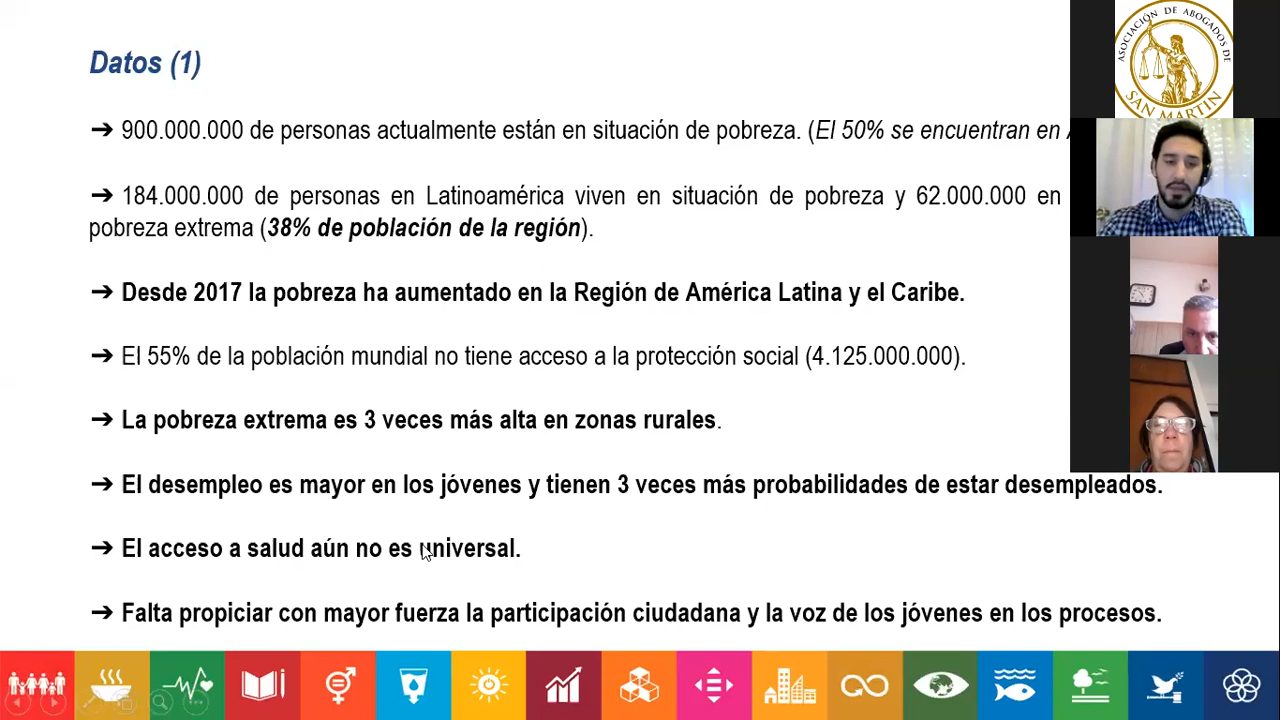 Datos (1)
➔ 900.000.000 de personas actualmente están en situación de pobreza. (El 50% se encuentran en
➔ 184.000.000 de personas en Latinoamérica viven en situación de pobreza y 62.000.000 en
pobreza extrema (38% de población de la región).
➔ Desde 2017 la pobreza ha aumentado en la Región de América Latina y el Caribe.
➔ El 55% de la población mundial no tiene acceso a la protección social (4.125.000.000).
➔ La pobreza extrema es 3 veces más alta en zonas rurales.
➔ El desempleo es mayor en los jóvenes y tienen 3 veces más probabilidades de estar desempleados.
➔ El acceso a salud aún no es universal.
➔ Falta propiciar con mayor fuerza la participación ciudadana y la voz de los jóvenes en los procesos.
ASOCIACIÓN DE ABOGADOS DE
SAN MARTIN